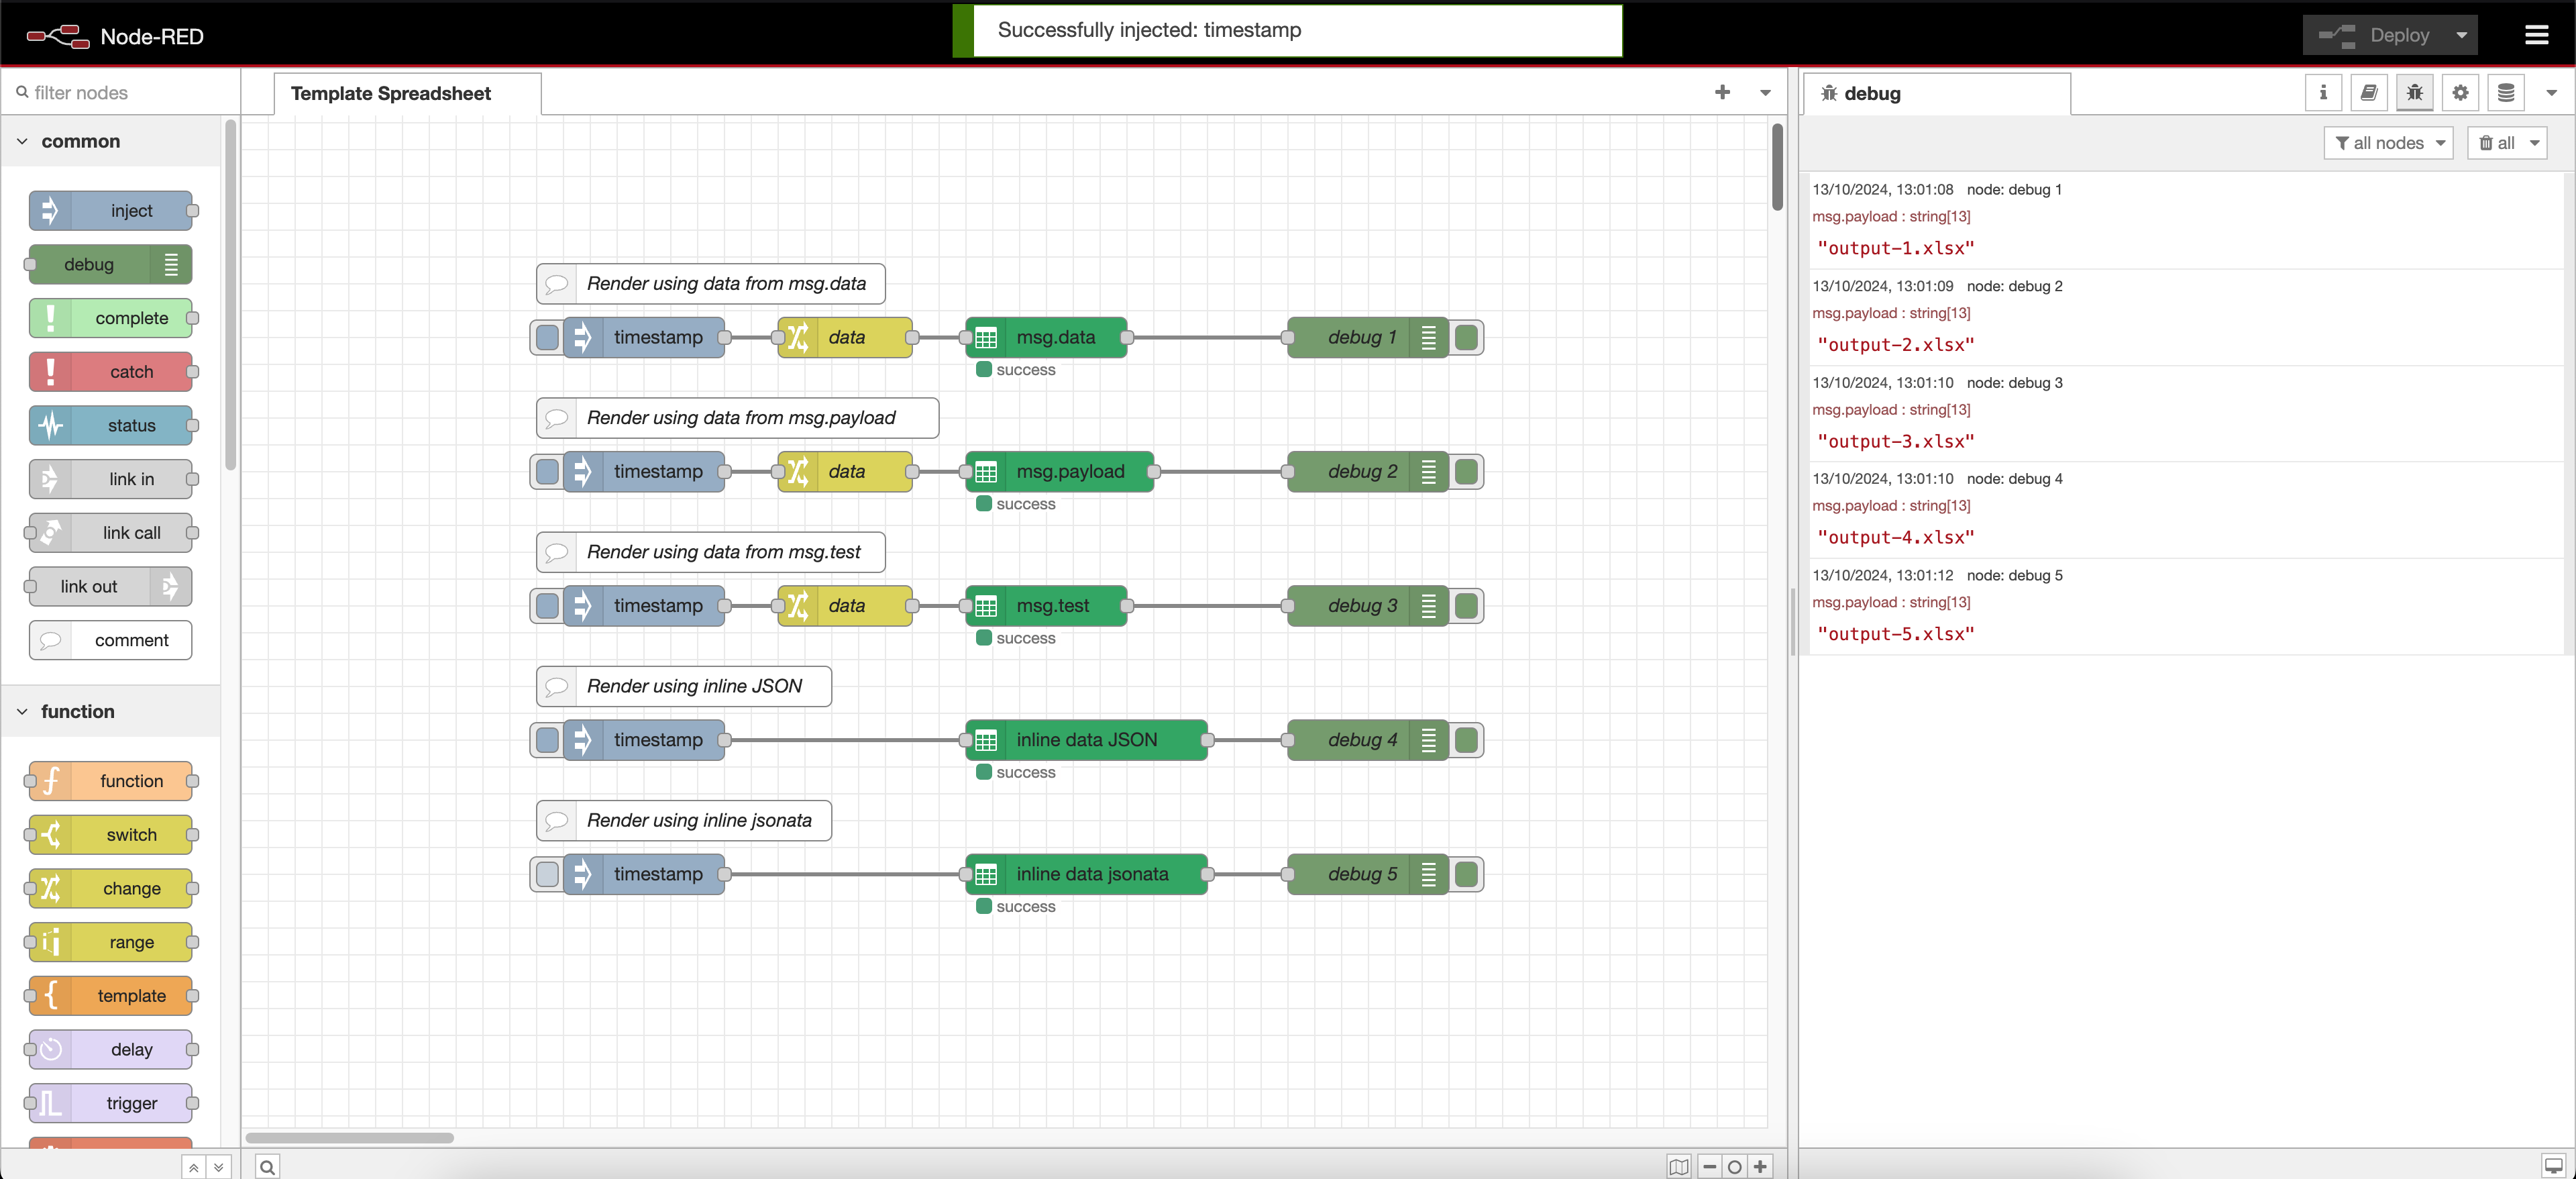 Node-RED
Successfully injected: timestamp
Deploy
filter nodes
common
inject
debug
complete
catch
status
link in
link call
link out
comment
function
function
switch
change
range
template
delay
trigger
Template Spreadsheet
Render using data from msg.data
timestamp
data
msg.data
debug 1
success
Render using data from msg.payload
timestamp
data
msg.payload
debug 2
success
Render using data from msg.test
timestamp
data
msg.test
debug 3
success
Render using inline JSON
timestamp
inline data JSON
debug 4
success
Render using inline jsonata
timestamp
inline data jsonata
debug 5
success
debug
all nodes
all
13/10/2024, 13:01:08 node: debug 1
msg.payload : string[13]
"output-1.xlsx"
13/10/2024, 13:01:09 node: debug 2
msg.payload : string[13]
"output-2.xlsx"
13/10/2024, 13:01:10 node: debug 3
msg.payload : string[13]
"output-3.xlsx"
13/10/2024, 13:01:10 node: debug 4
msg.payload : string[13]
"output-4.xlsx"
13/10/2024, 13:01:12 node: debug 5
msg.payload : string[13]
"output-5.xlsx"